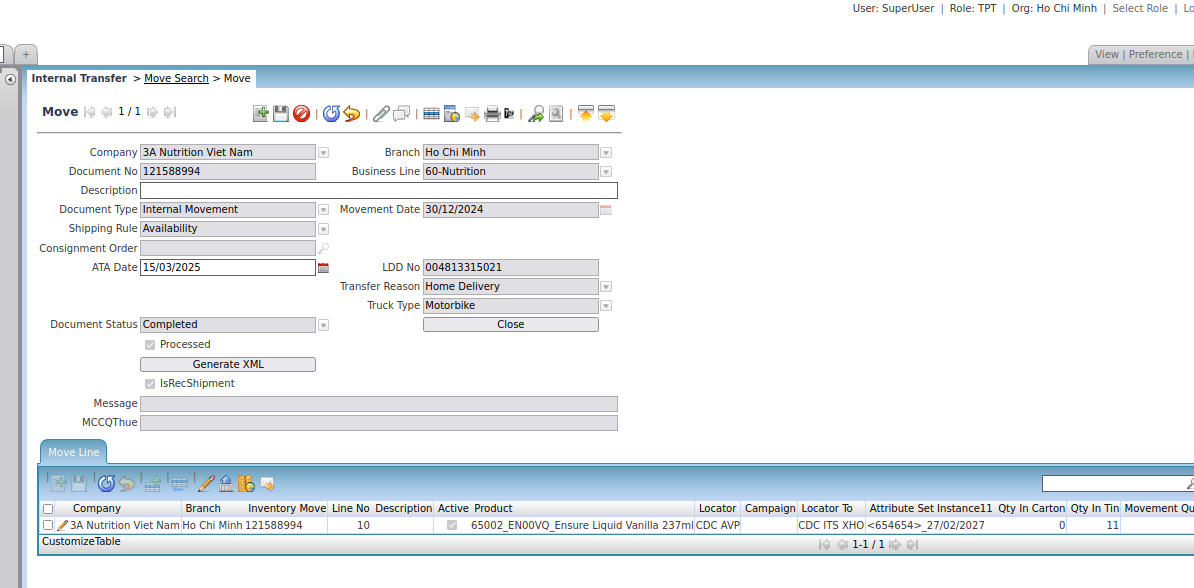 User: SuperUser | Role: TPT | Org: Ho Chi Minh | Select Role | Lo
+
View | Preference |
Internal Transfer > Move Search > Move
Move 1 / 1
Company 3A Nutrition Viet Nam Branch Ho Chi Minh
Document No 121588994 Business Line 60-Nutrition
Description
Document Type Internal Movement Movement Date 30/12/2024
Shipping Rule Availability
Consignment Order
ATA Date 15/03/2025 LDD No 004813315021
Transfer Reason Home Delivery
Truck Type Motorbike
Document Status Completed Close
Processed
Generate XML
IsRecShipment
Message
MCCQThue
Move Line
Company Branch Inventory Move Line No Description Active Product Locator Campaign Locator To Attribute Set Instance11 Qty In Carton Qty In Tin Movement Qu
3A Nutrition Viet Nam Ho Chi Minh 121588994 10 65002_EN00VQ_Ensure Liquid Vanilla 237ml CDC AVP CDC ITS XHO <654654>_27/02/2027 0 11
CustomizeTable 1-1 / 1